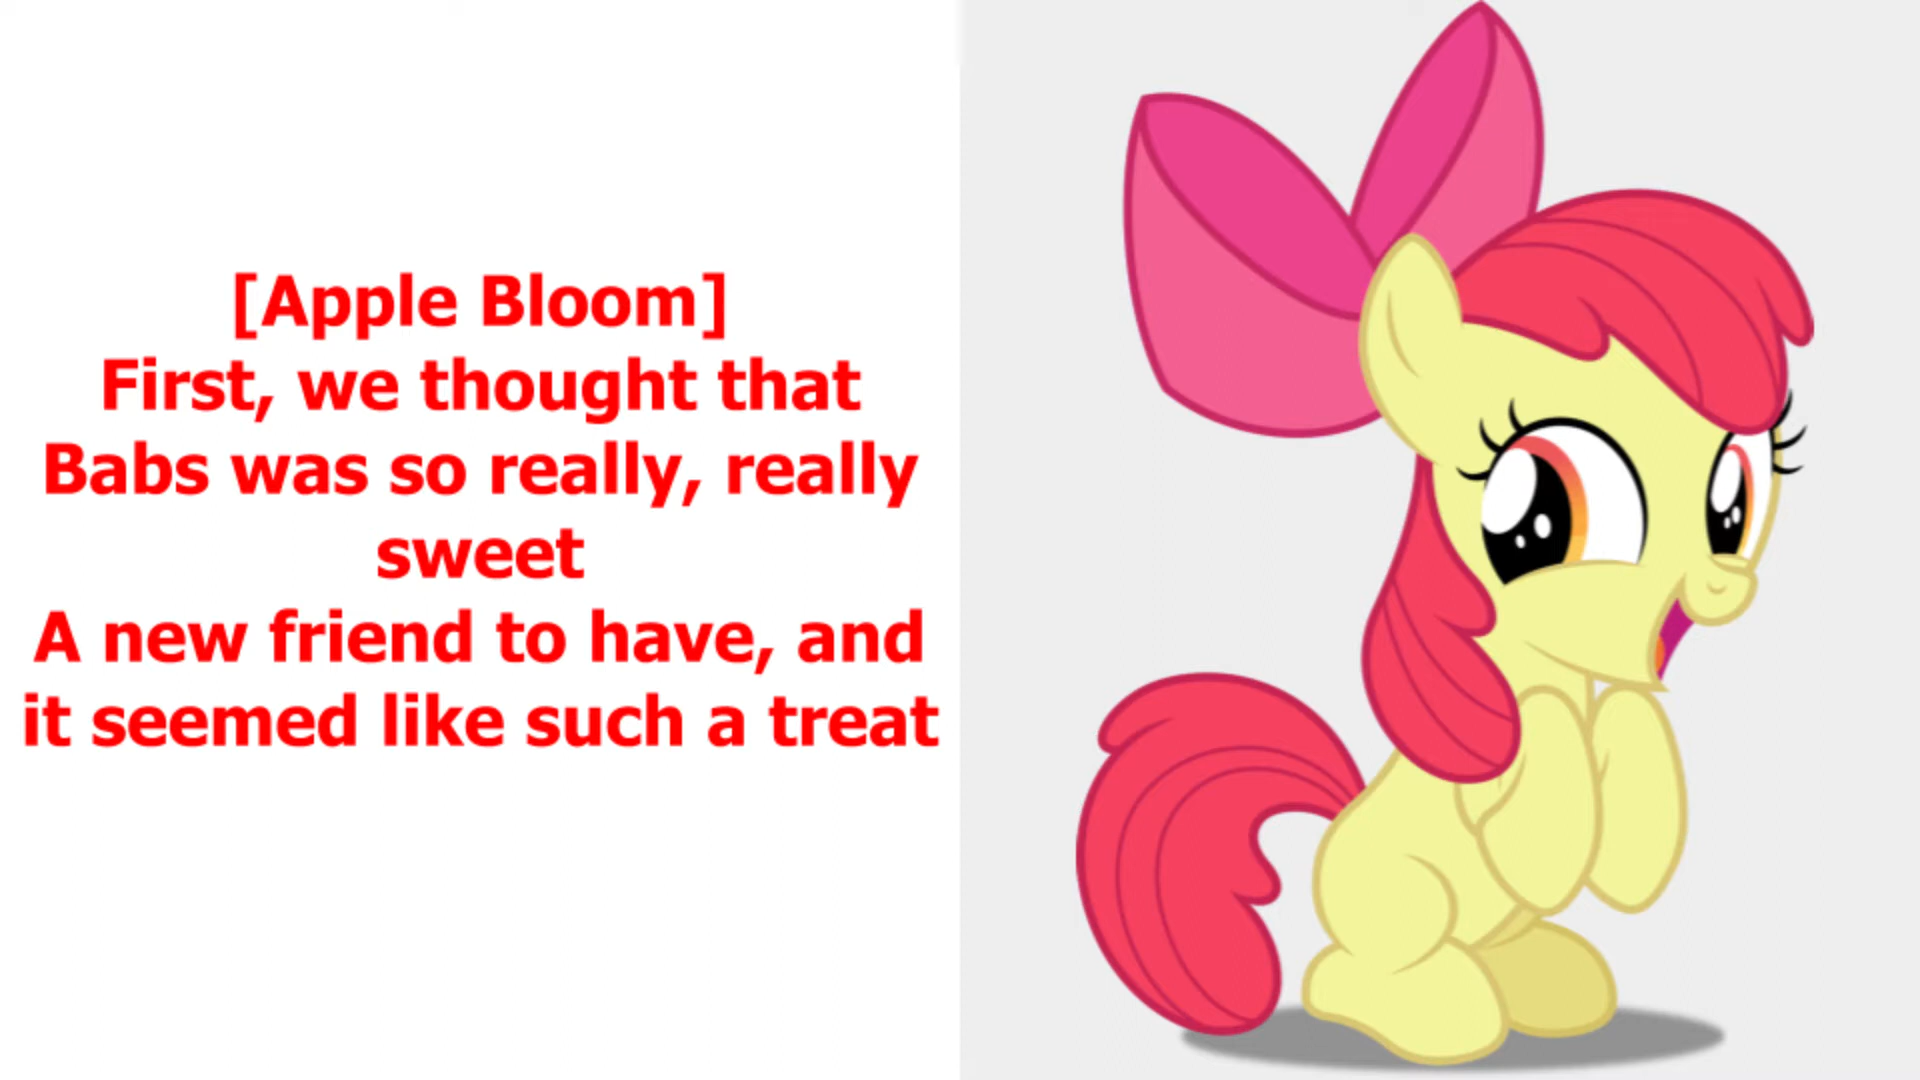 [Apple Bloom]
First, we thought that
Babs was so really, really
sweet
A new friend to have, and
it seemed like such a treat